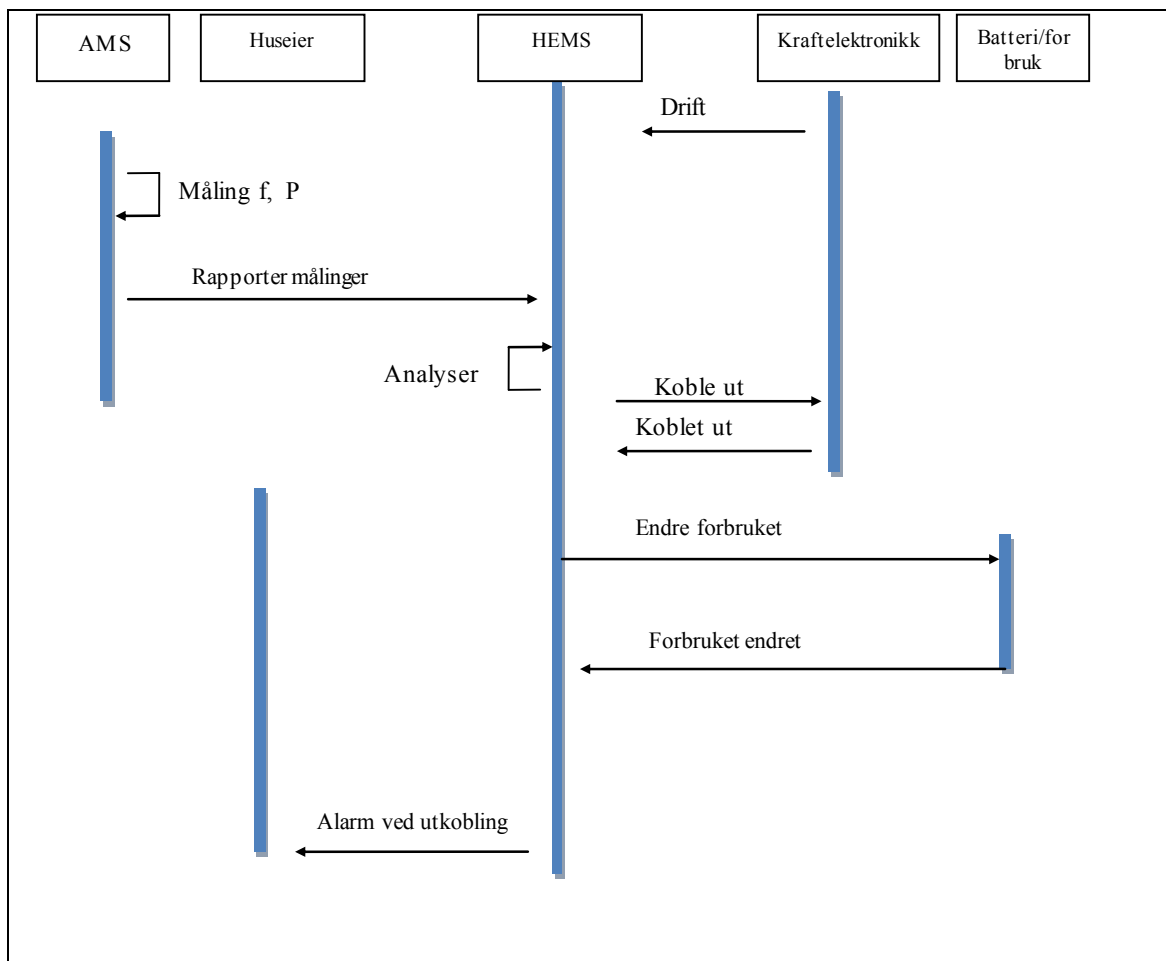 AMS
Huseier
HEMS
Kraftelektronikk
Batteri/for
bruk
Drift
Måling f, P
Rapporter målinger
Analyser
Koble ut
Koblet ut
Endre forbruket
Forbruket endret
Alarm ved utkobling